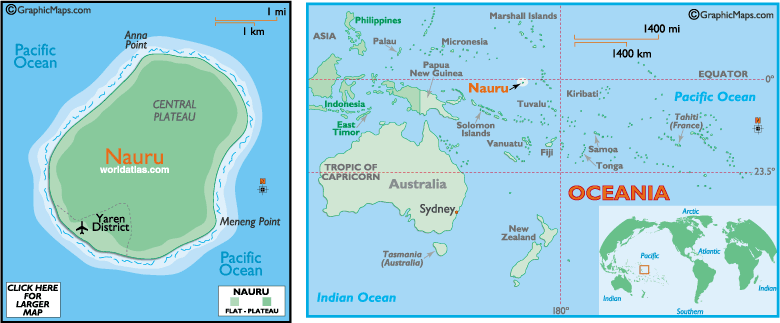 ©GraphicMaps.com
1 mi
1 km
Pacific
Ocean
Anna
Point
CENTRAL
PLATEAU
Nauru
worldatlas.com
Yaren
District
Meneng Point
Pacific
Ocean
CLICK HERE
FOR
LARGER
MAP
NAURU
FLAT - PLATEAU
©GraphicMaps.com
1400 mi
1400 km
Philippines
Marshall Islands
ASIA
Palau
Micronesia
Papua
New Guinea
EQUATOR
0°
Nauru
Kiribati
Pacific Ocean
Indonesia
Tuvalu
East
Timor
Solomon
Islands
Tahiti
(France)
Vanuatu
Fiji
Samoa
Tonga
TROPIC OF
CAPRICORN
23.5°
Australia
OCEANIA
Sydney
New
Zealand
Tasmania
(Australia)
Indian Ocean
180°
Arctic
Pacific
Atlantic
Indian
Indian
Southern